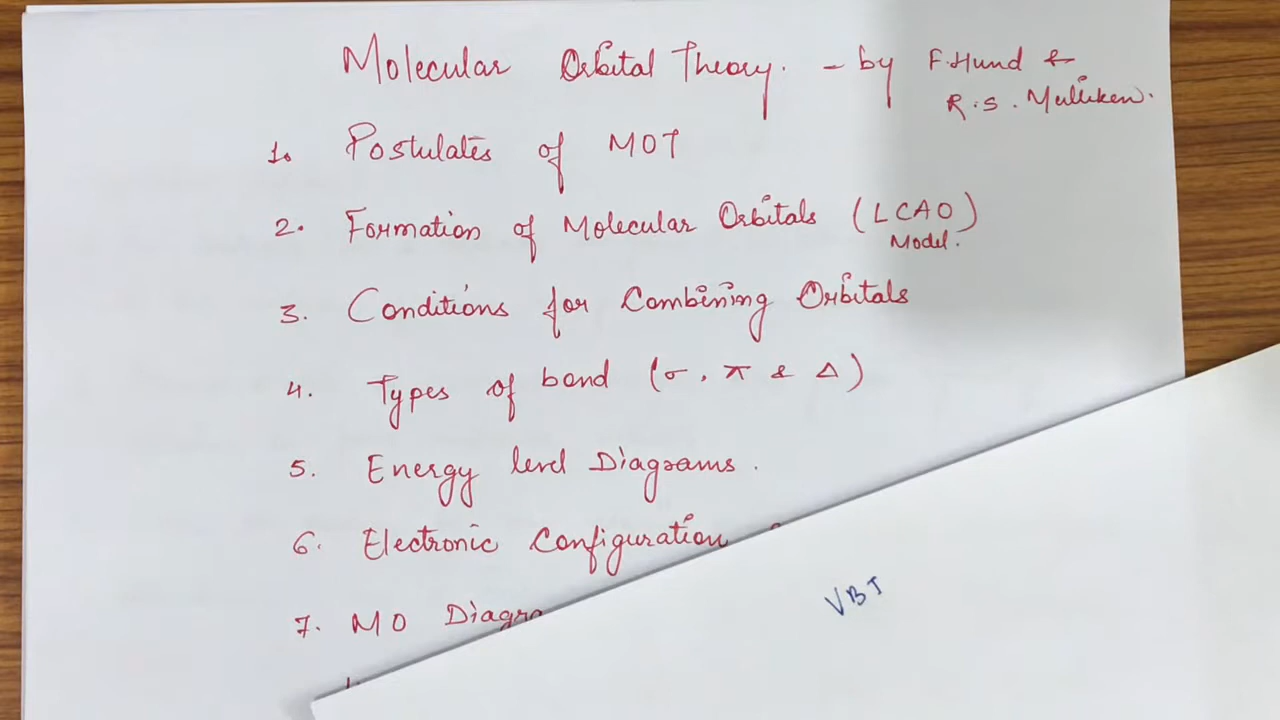 Molecular Orbital Theory. - by F. Hund &
R.S. Mulliken.
1. Postulates of MOT
2. Formation of Molecular Orbitals (LCAO)
Model.
3. Conditions for Combining Orbitals
4. Types of bond (σ, π & Δ)
5. Energy level Diagrams.
6. Electronic Configuration
7. MO Diagra
VBT